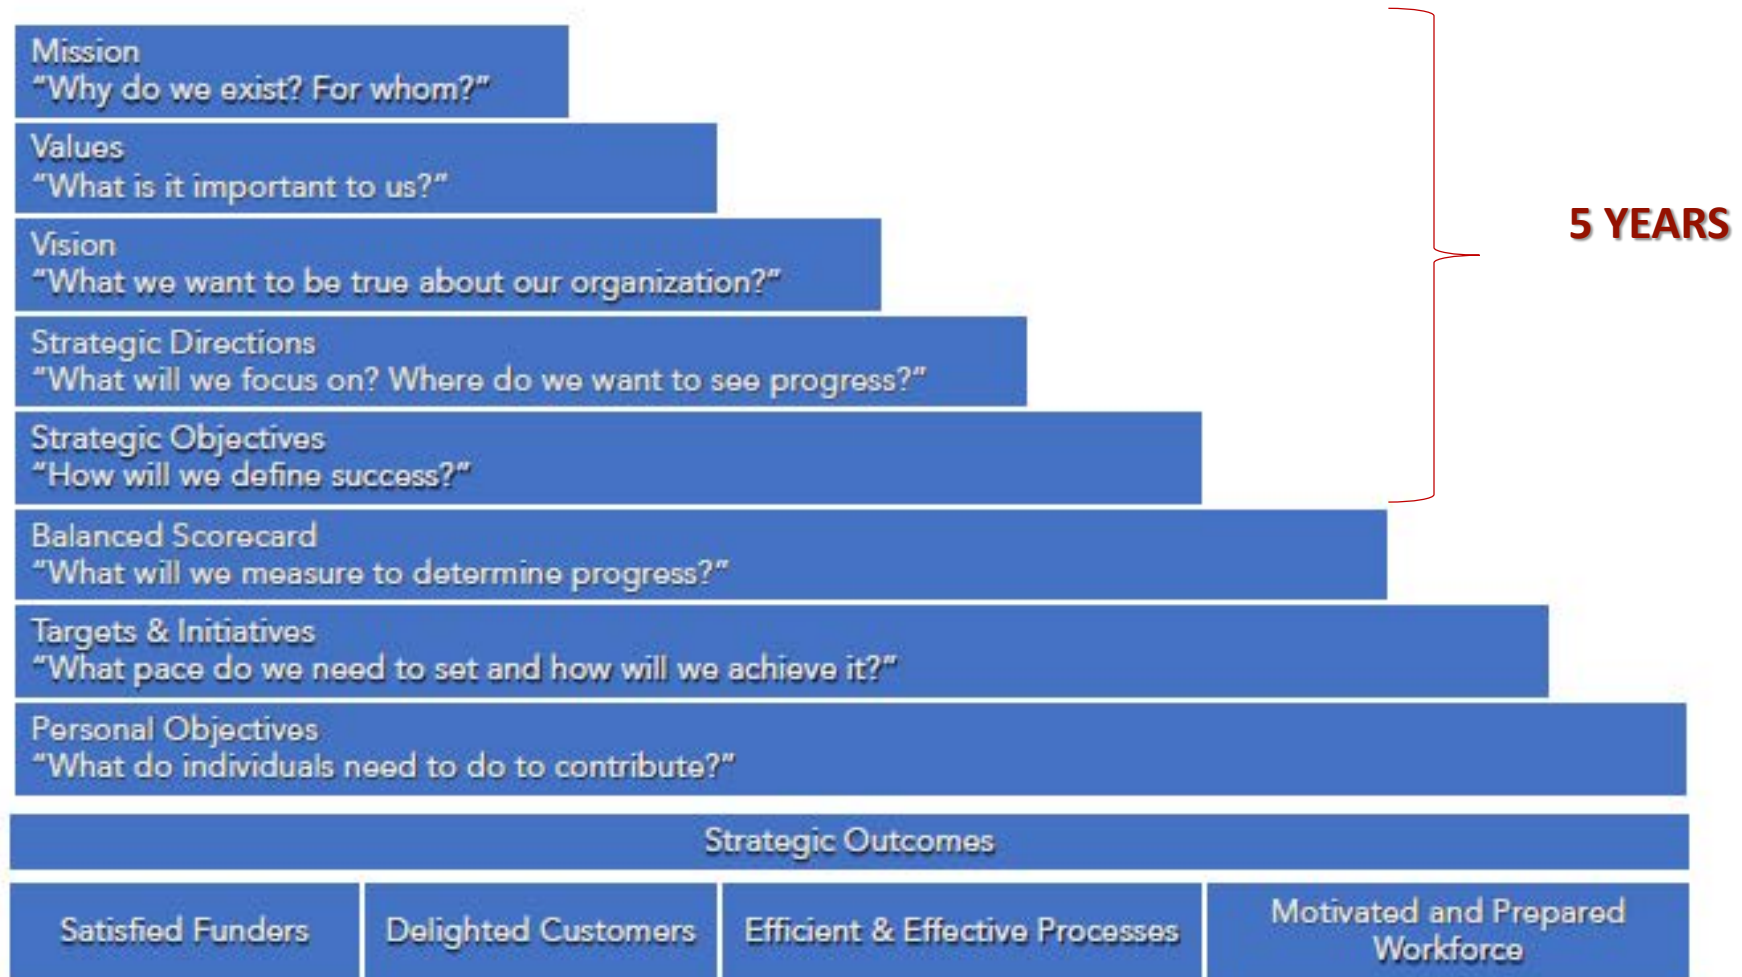 Mission
“Why do we exist? For whom?”
Values
“What is it important to us?”
Vision
“What we want to be true about our organization?”
Strategic Directions
“What will we focus on? Where do we want to see progress?”
Strategic Objectives
“How will we define success?”
5 YEARS
Balanced Scorecard
“What will we measure to determine progress?”
Targets & Initiatives
“What pace do we need to set and how will we achieve it?”
Personal Objectives
“What do individuals need to do to contribute?”
Strategic Outcomes
Satisfied Funders
Delighted Customers
Efficient & Effective Processes
Motivated and Prepared
Workforce